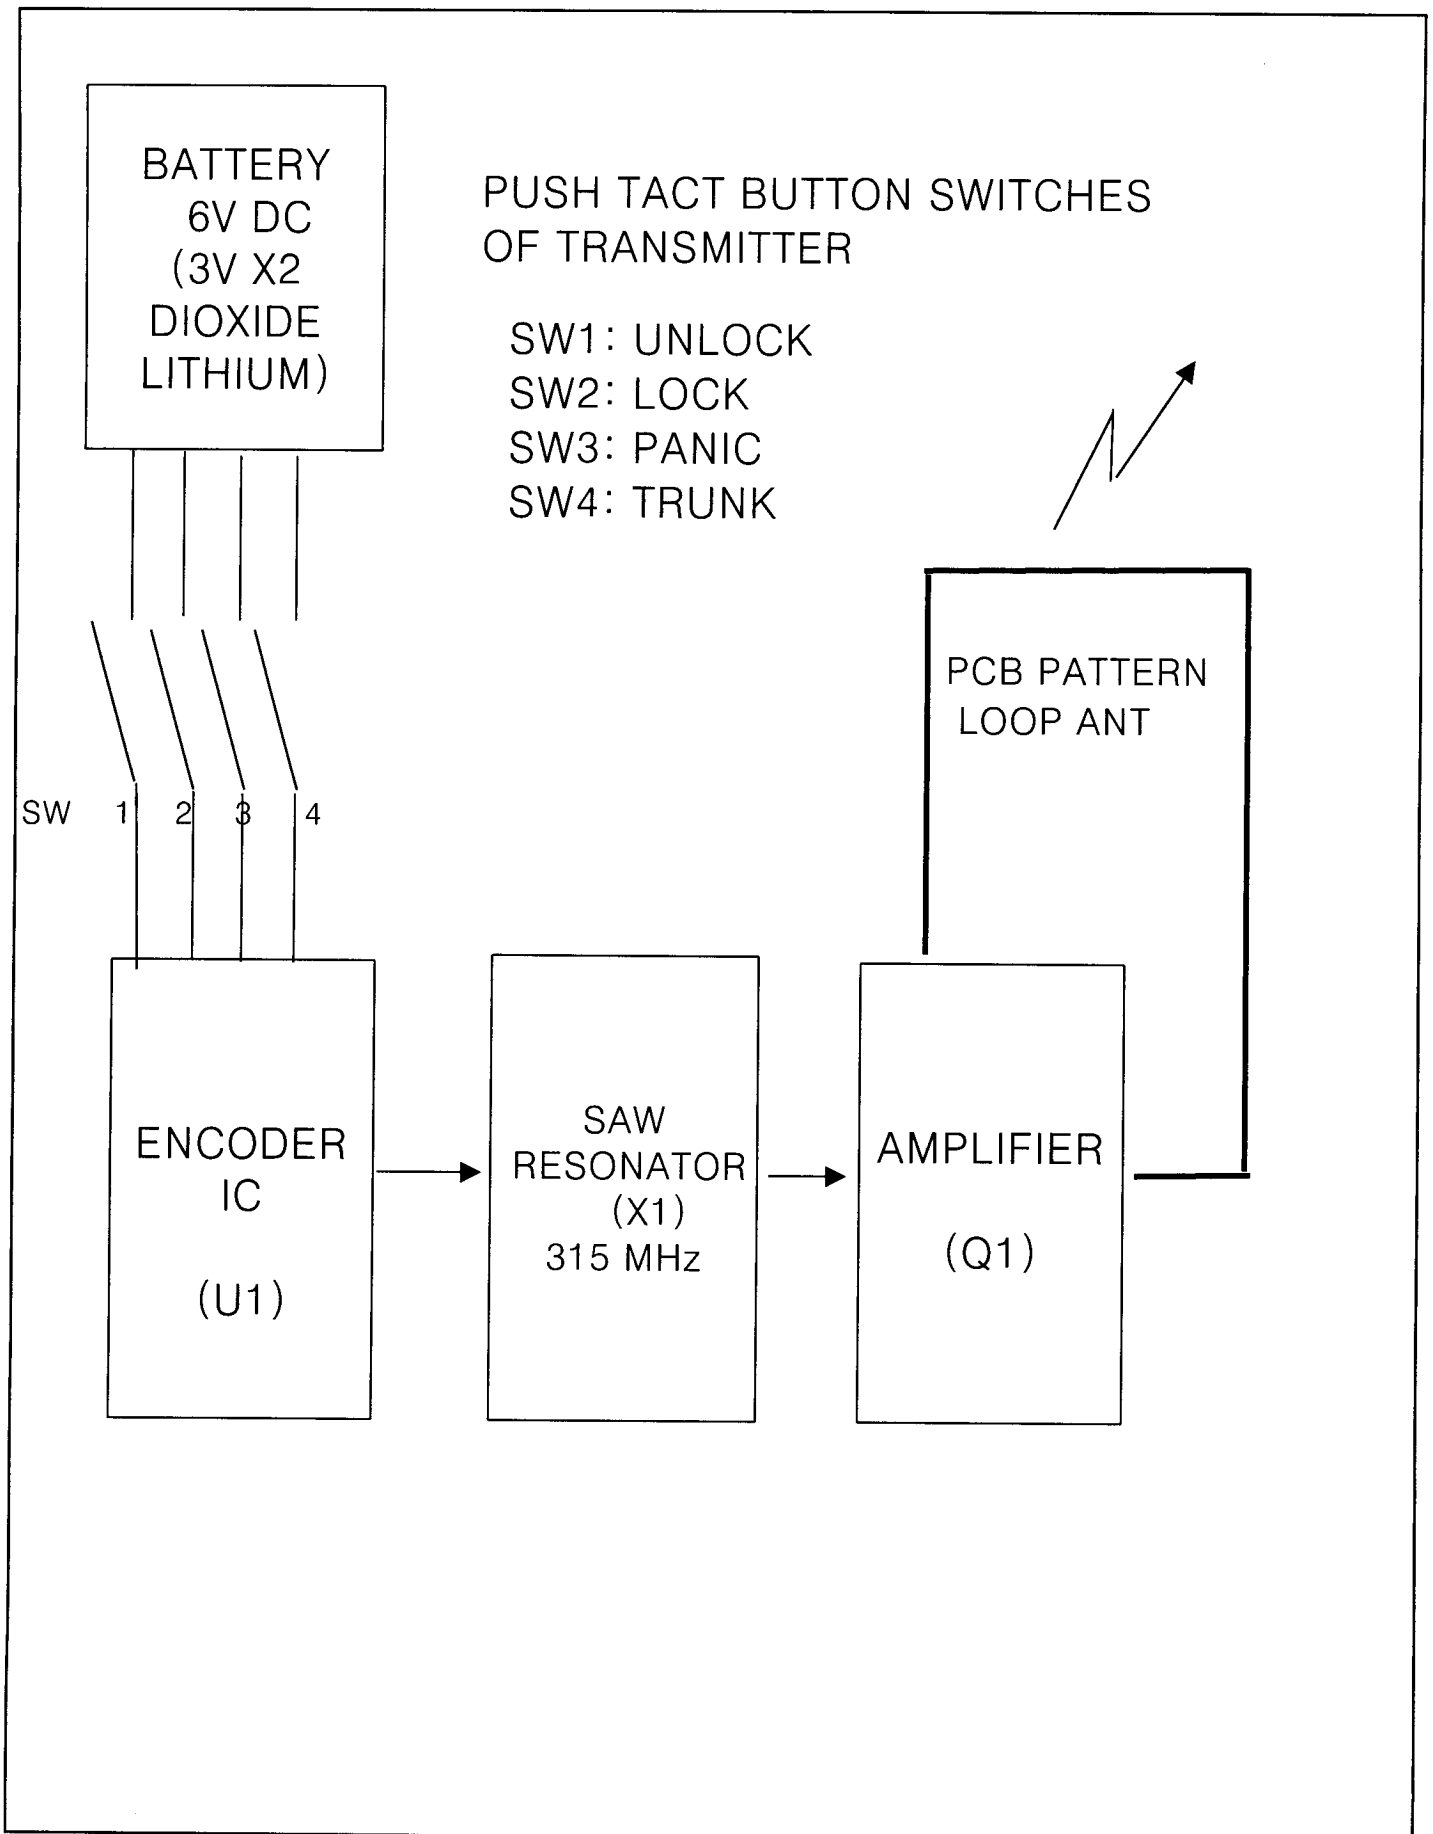 BATTERY
6V DC
(3V X2
DIOXIDE
LITHIUM)
PUSH TACT BUTTON SWITCHES
OF TRANSMITTER
SW1: UNLOCK
SW2: LOCK
SW3: PANIC
SW4: TRUNK
PCB PATTERN
LOOP ANT
SW 1 2 3 4
ENCODER
IC
(U1)
SAW
RESONATOR
(X1)
315 MHz
AMPLIFIER
(Q1)